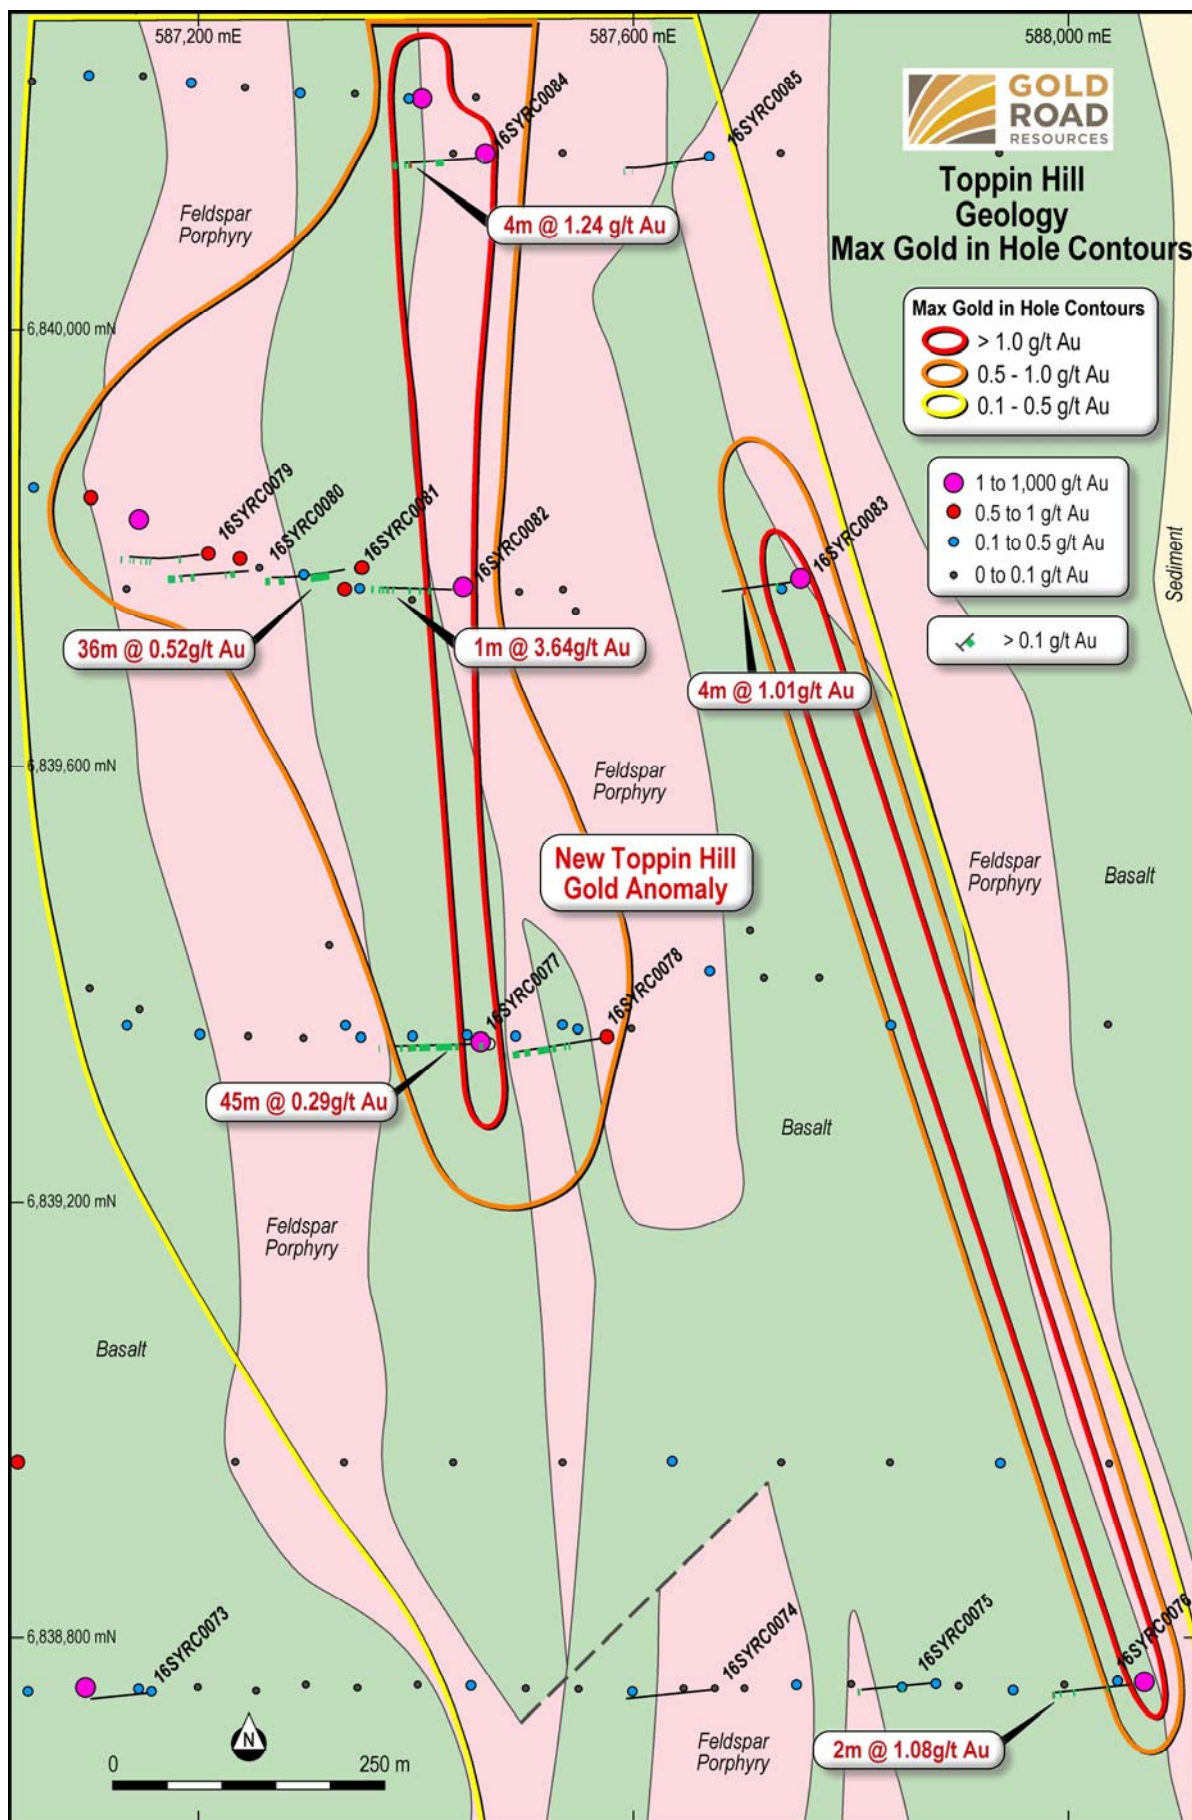 587,200 mE
587,600 mE
588,000 mE
GOLD
ROAD
RESOURCES
Toppin Hill
Geology
Max Gold in Hole Contours
16SYRC0084
16SYRC0085
Feldspar
Porphyry
4m @ 1.24 g/t Au
6,840,000 mN
Max Gold in Hole Contours
> 1.0 g/t Au
0.5 - 1.0 g/t Au
0.1 - 0.5 g/t Au
1 to 1,000 g/t Au
0.5 to 1 g/t Au
0.1 to 0.5 g/t Au
0 to 0.1 g/t Au
> 0.1 g/t Au
Sediment
16SYRC0079
16SYRC0080
16SYRC0081
16SYRC0082
16SYRC0083
36m @ 0.52g/t Au
1m @ 3.64g/t Au
4m @ 1.01g/t Au
6,839,600 mN
Feldspar
Porphyry
New Toppin Hill
Gold Anomaly
Feldspar
Porphyry
Basalt
16SYRC0077
16SYRC0078
45m @ 0.29g/t Au
Basalt
6,839,200 mN
Feldspar
Porphyry
Basalt
6,838,800 mN
16SYRC0073
16SYRC0074
16SYRC0075
16SYRC0076
Feldspar
Porphyry
2m @ 1.08g/t Au
N
0
250 m